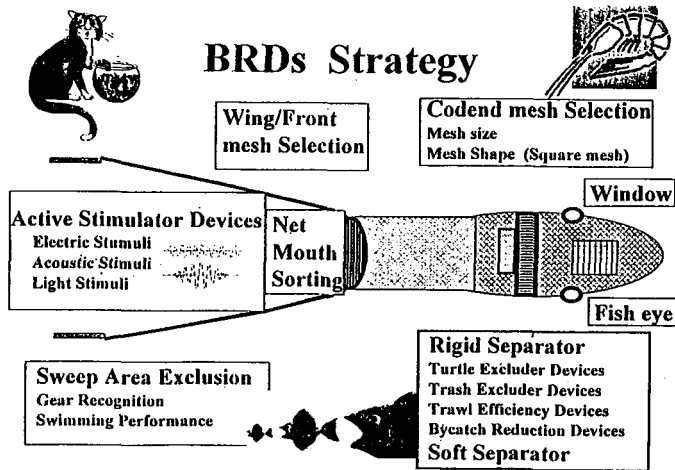 BRDs Strategy
Wing/Front
mesh Selection
Codend mesh Selection
Mesh size
Mesh Shape (Square mesh)
Window
Active Stimulator Devices
Electric Stumuli
Acoustic Stimuli
Light Stimuli
Net
Mouth
Sorting
Fish eye
Sweep Area Exclusion
Gear Recognition
Swimming Performance
Rigid Separator
Turtle Excluder Devices
Trash Excluder Devices
Trawl Efficiency Devices
Bycatch Reduction Devices
Soft Separator